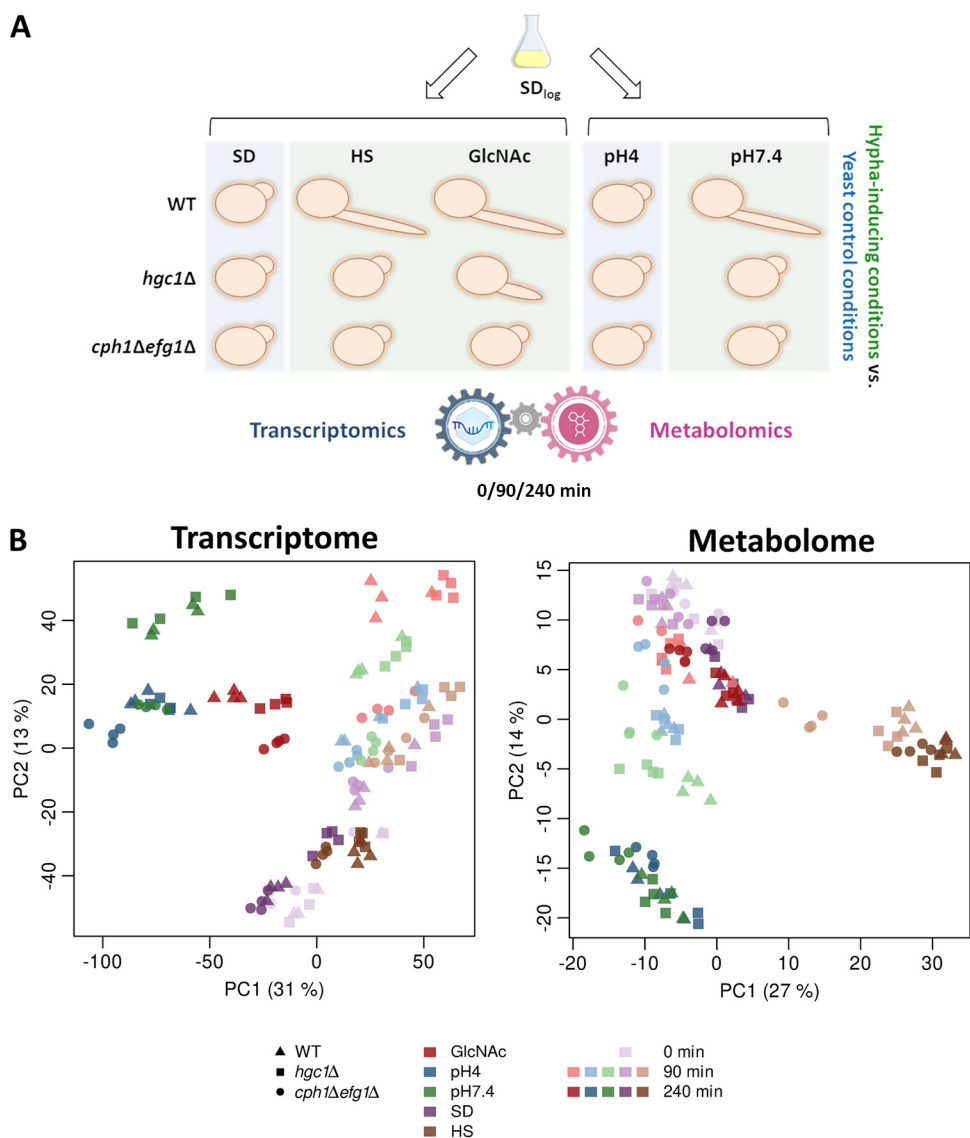 A
SDlog
SD HS GlcNAc pH4 pH7.4
WT
hgc1Δ
cph1Δefg1Δ
Hypha-inducing conditions vs.
Yeast control conditions
Transcriptomics Metabolomics
0/90/240 min
B
Transcriptome
40
20
0
-20
-40
PC2 (13 %)
-100 -50 0 50
PC1 (31 %)
Metabolome
15
10
5
0
-5
-10
-15
-20
PC2 (14 %)
-20 -10 0 10 20 30
PC1 (27 %)
WT
hgc1Δ
cph1Δefg1Δ
GlcNAc
pH4
pH7.4
SD
HS
0 min
90 min
240 min